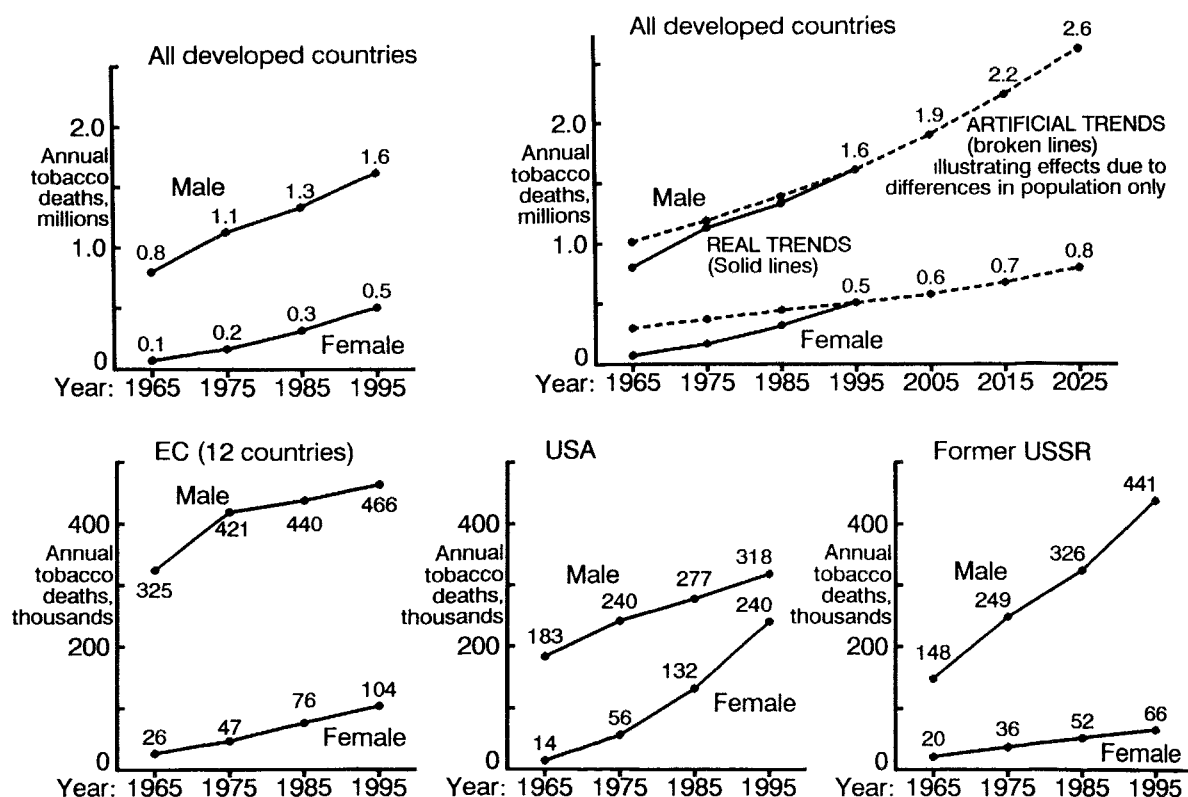 All developed countries
2.0
Annual
tobacco
deaths,
millions
1.0
0
Male
0.8
1.1
1.3
1.6
0.1
0.2
0.3
0.5
Female
Year: 1965 1975 1985 1995
All developed countries
2.0
Annual
tobacco
deaths,
millions
1.0
0
Male
1.6
1.9
2.2
2.6
ARTIFICIAL TRENDS
(broken lines)
illustrating effects due to
differences in population only
REAL TRENDS
(Solid lines)
0.5
0.6
0.7
0.8
Female
Year: 1965 1975 1985 1995 2005 2015 2025
EC (12 countries)
400
Annual
tobacco
deaths,
thousands
200
0
Male
325
421
440
466
26
47
76
104
Female
Year: 1965 1975 1985 1995
USA
400
Annual
tobacco
deaths,
thousands
200
0
Male
183
240
277
318
14
56
132
240
Female
Year: 1965 1975 1985 1995
Former USSR
400
Annual
tobacco
deaths,
thousands
200
0
Male
148
249
326
441
20
36
52
66
Female
Year: 1965 1975 1985 1995